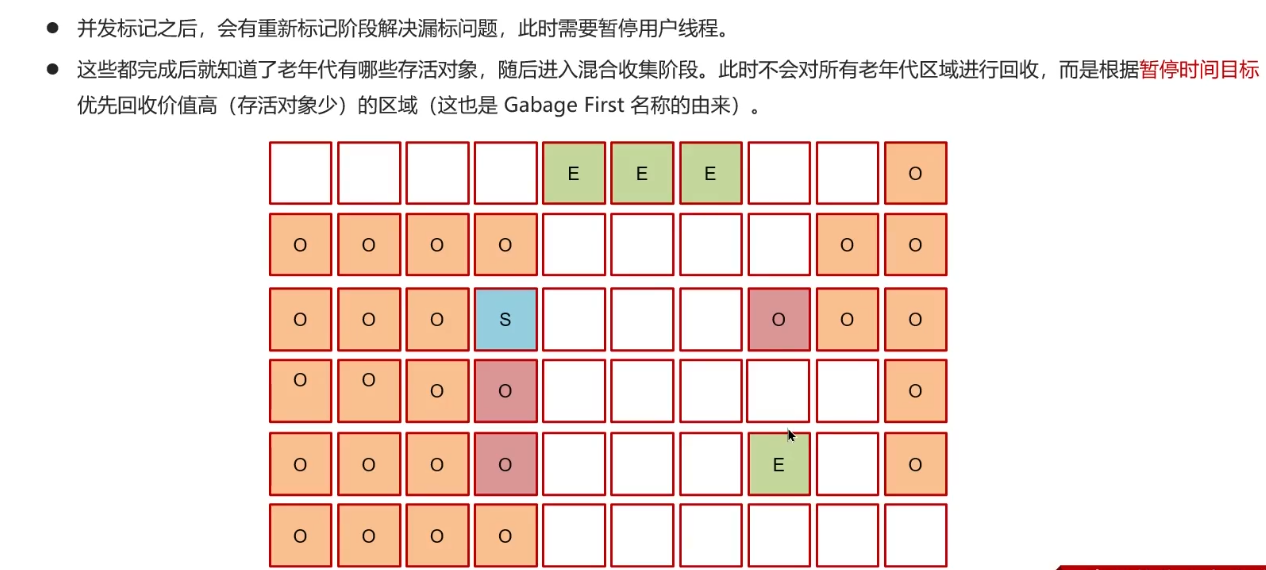 ● 并发标记之后，会有重新标记阶段解决漏标问题，此时需要暂停用户线程。
● 这些都完成后就知道了老年代有哪些存活对象，随后进入混合收集阶段。此时不会对所有老年代区域进行回收，而是根据暂停时间目标
优先回收价值高（存活对象少）的区域（这也是 Gabage First 名称的由来）。
E E E O
O O O O O O
O O O S O O O
O O O O O
O O O O E O
O O O O